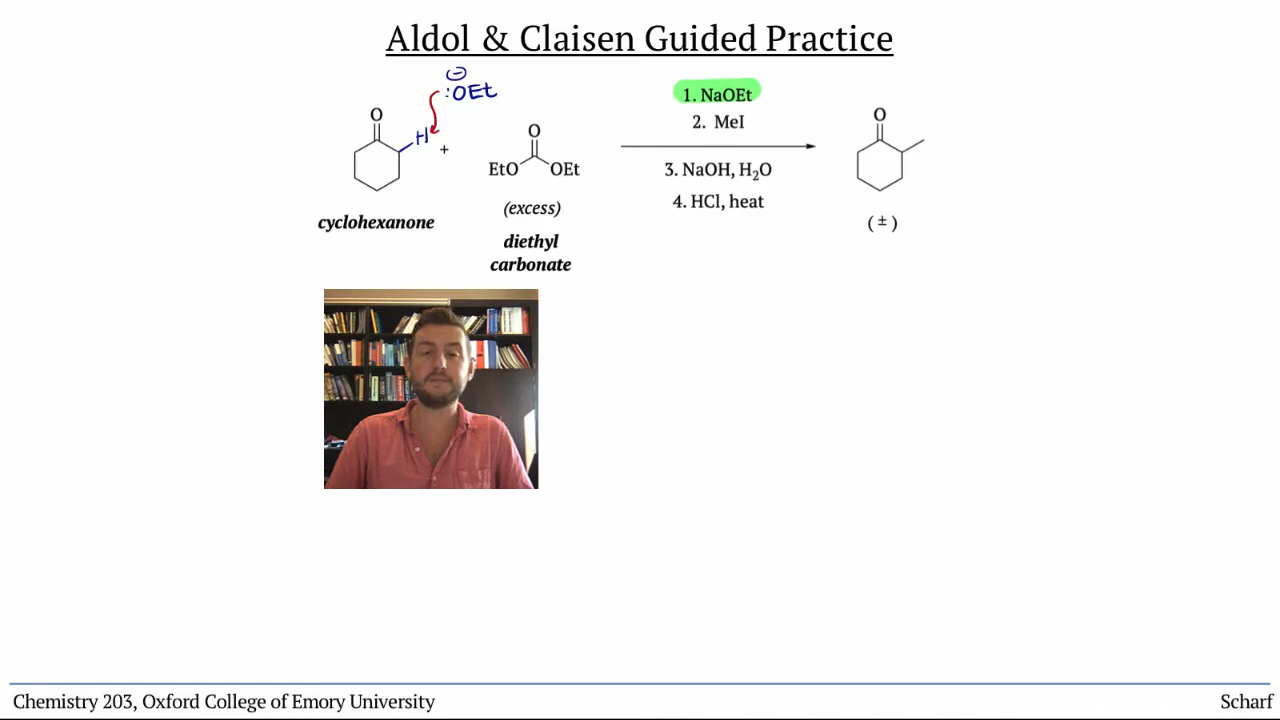 Aldol & Claisen Guided Practice
⊖
:OEt
O
H
+
cyclohexanone
O
EtO OEt
(excess)
diethyl
carbonate
1. NaOEt
2. MeI
3. NaOH, H₂O
4. HCl, heat
O
(±)
Chemistry 203, Oxford College of Emory University
Scharf